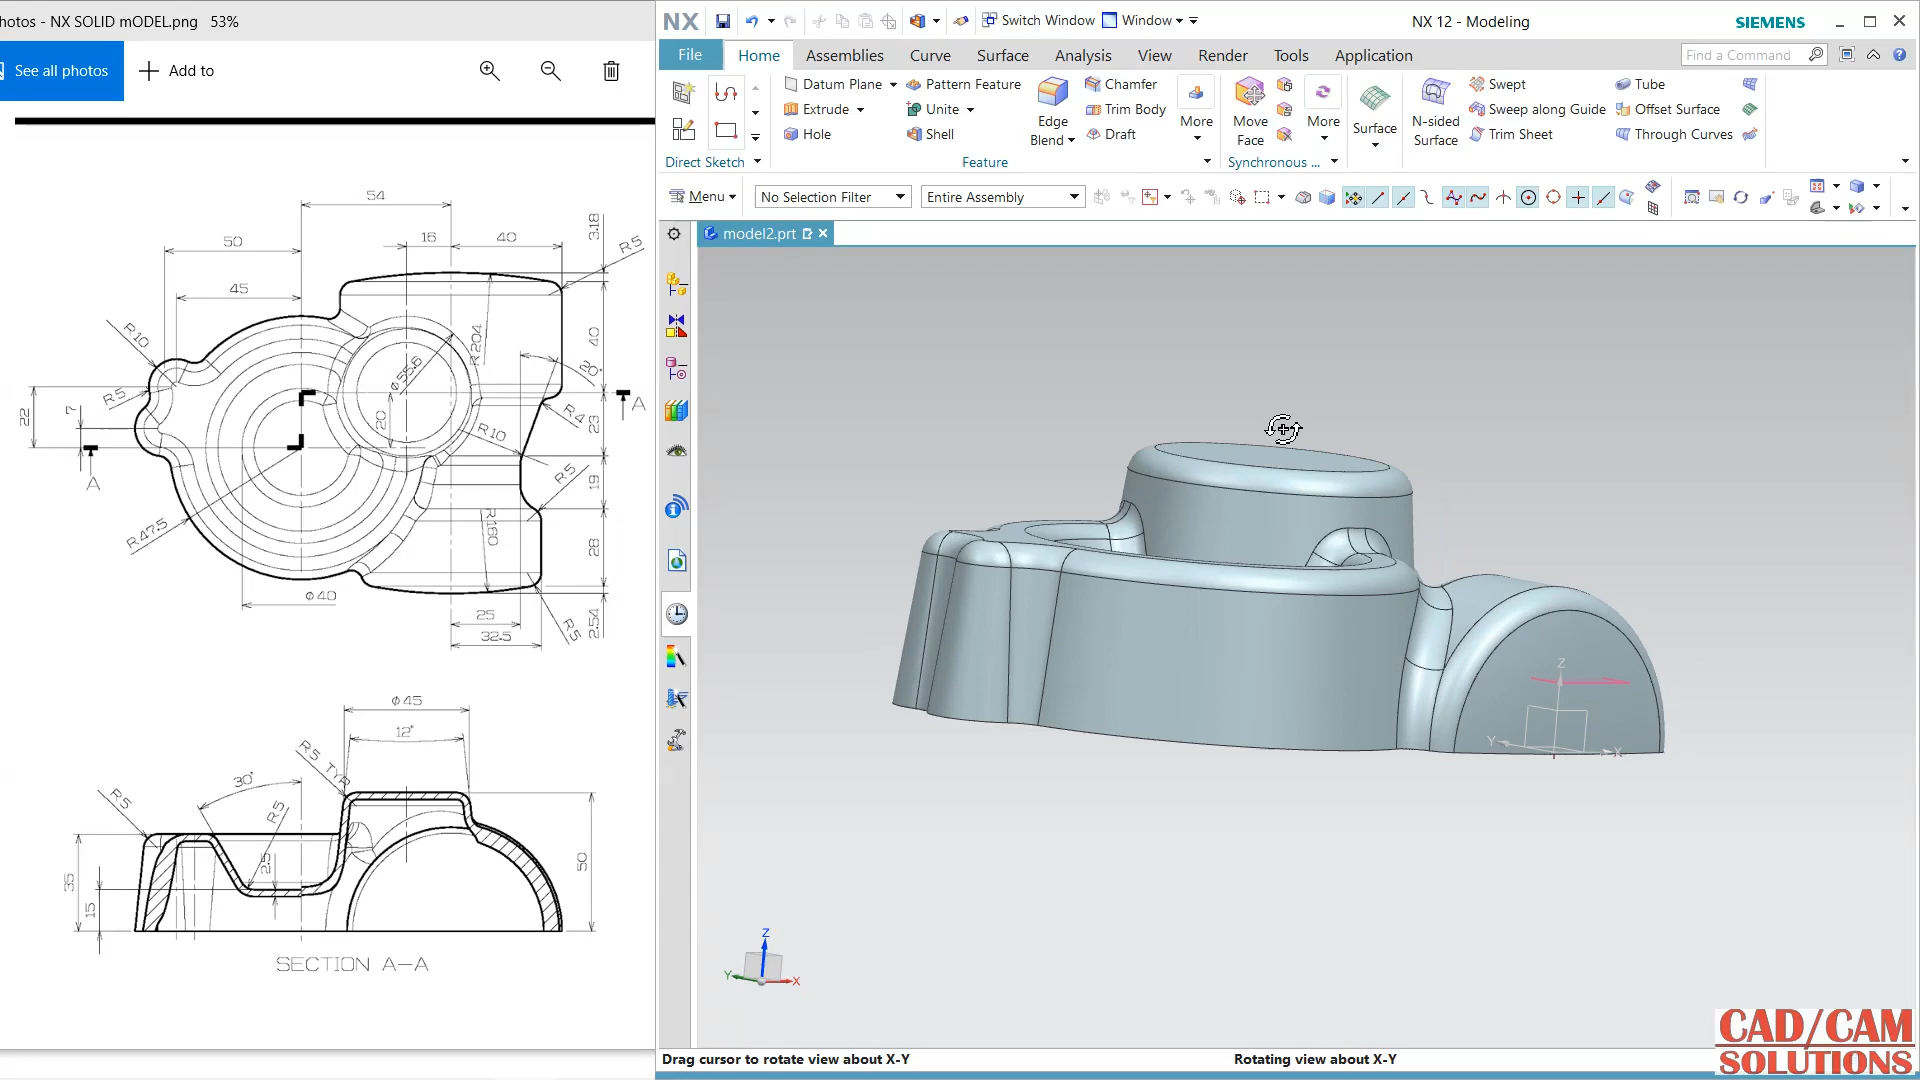 hotos - NX SOLID mODEL.png 53%
See all photos
Add to
54
50
16
40
3.18
R5
45
R204
40
R10
φ55.6
20°
R5
22
7
20
A
R4
23
R10
A
R5
19
R47.5
R160
28
φ40
25
R5
2.54
32.5
φ45
12°
R5 TYP
30°
R5
R5
2.5
50
35
15
SECTION A-A
NX
Switch Window
Window
NX 12 - Modeling
SIEMENS
File
Home
Assemblies
Curve
Surface
Analysis
View
Render
Tools
Application
Find a Command
Datum Plane
Pattern Feature
Chamfer
Extrude
Unite
Trim Body
Hole
Shell
Draft
Edge
Blend
More
Move
Face
More
Surface
N-sided
Surface
Swept
Tube
Sweep along Guide
Offset Surface
Trim Sheet
Through Curves
Direct Sketch
Feature
Synchronous ...
Menu
No Selection Filter
Entire Assembly
model2.prt
Z
Y
X
Z
Y
X
Drag cursor to rotate view about X-Y
Rotating view about X-Y
CAD/CAM
SOLUTIONS